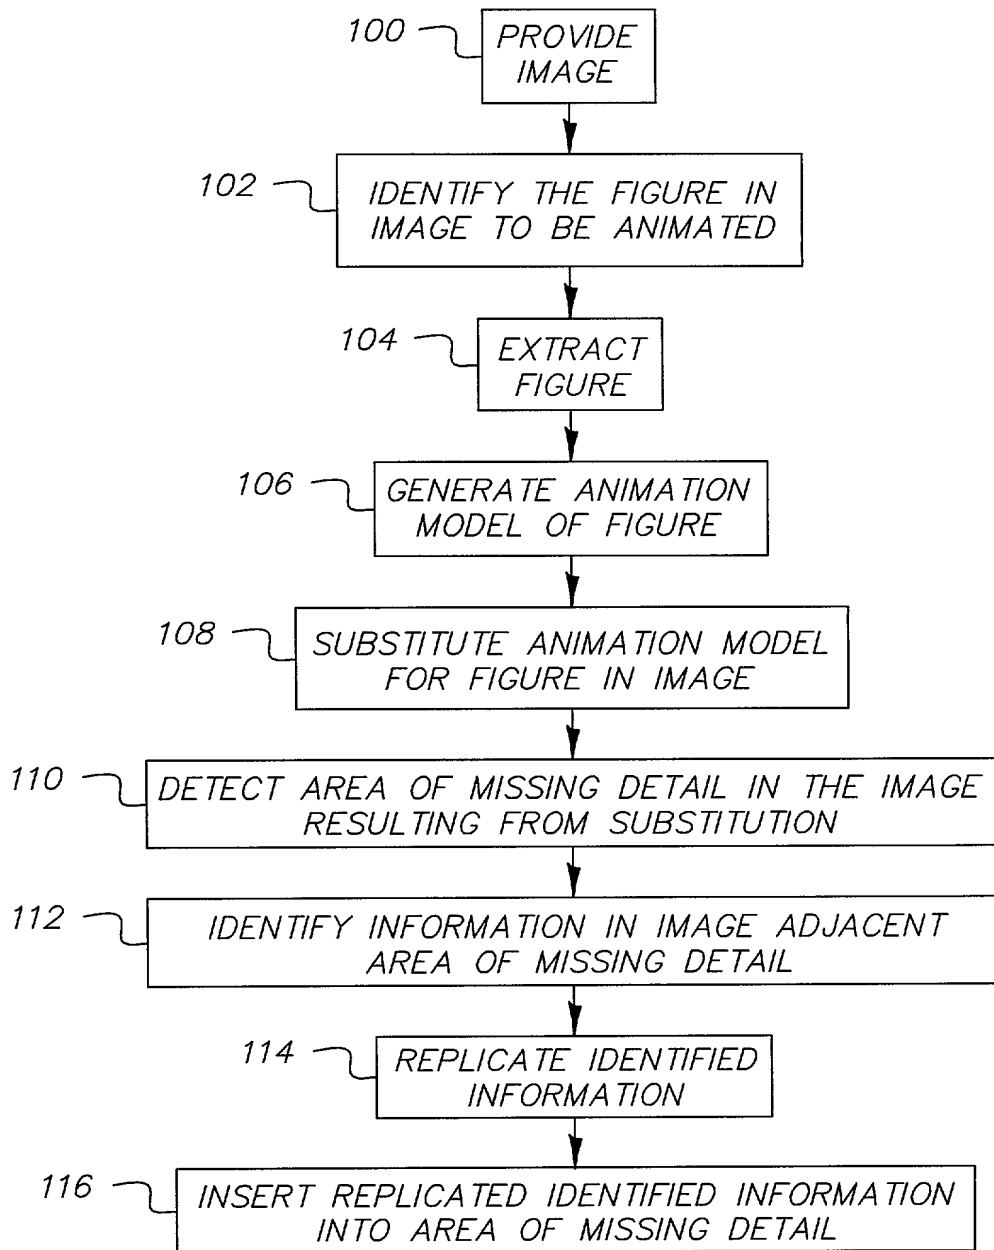 100
PROVIDE
IMAGE
102
IDENTIFY THE FIGURE IN
IMAGE TO BE ANIMATED
104
EXTRACT
FIGURE
106
GENERATE ANIMATION
MODEL OF FIGURE
108
SUBSTITUTE ANIMATION MODEL
FOR FIGURE IN IMAGE
110
DETECT AREA OF MISSING DETAIL IN THE IMAGE
RESULTING FROM SUBSTITUTION
112
IDENTIFY INFORMATION IN IMAGE ADJACENT
AREA OF MISSING DETAIL
114
REPLICATE IDENTIFIED
INFORMATION
116
INSERT REPLICATED IDENTIFIED INFORMATION
INTO AREA OF MISSING DETAIL